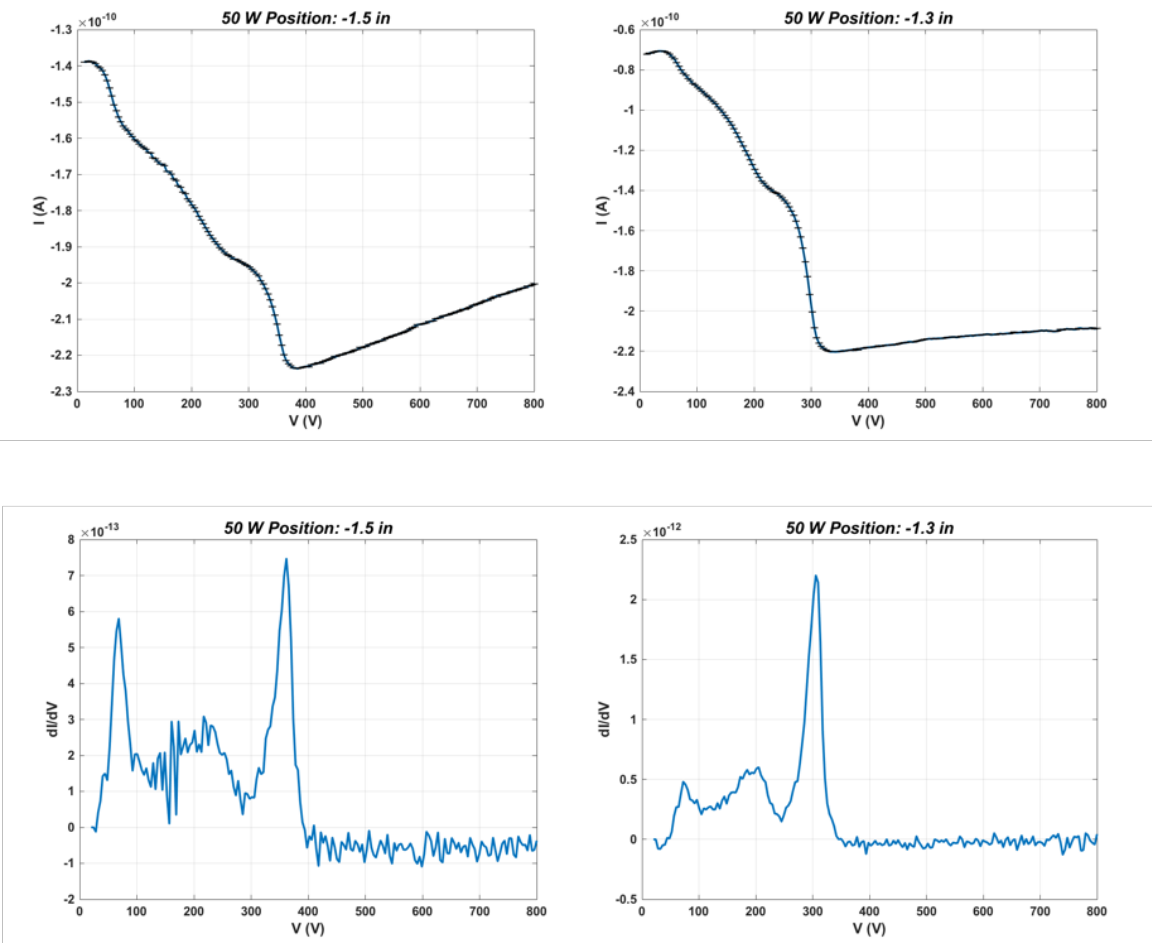 50 W Position: -1.5 in
×10⁻¹⁰
-1.3
-1.4
-1.5
-1.6
-1.7
-1.8
-1.9
-2
-2.1
-2.2
-2.3
I (A)
0 100 200 300 400 500 600 700 800
V (V)
50 W Position: -1.3 in
×10⁻¹⁰
-0.6
-0.8
-1
-1.2
-1.4
-1.6
-1.8
-2
-2.2
-2.4
I (A)
0 100 200 300 400 500 600 700 800
V (V)
50 W Position: -1.5 in
×10⁻¹³
8
7
6
5
4
3
2
1
0
-1
-2
dI/dV
0 100 200 300 400 500 600 700 800
V (V)
50 W Position: -1.3 in
×10⁻¹²
2.5
2
1.5
1
0.5
0
-0.5
dI/dV
0 100 200 300 400 500 600 700 800
V (V)